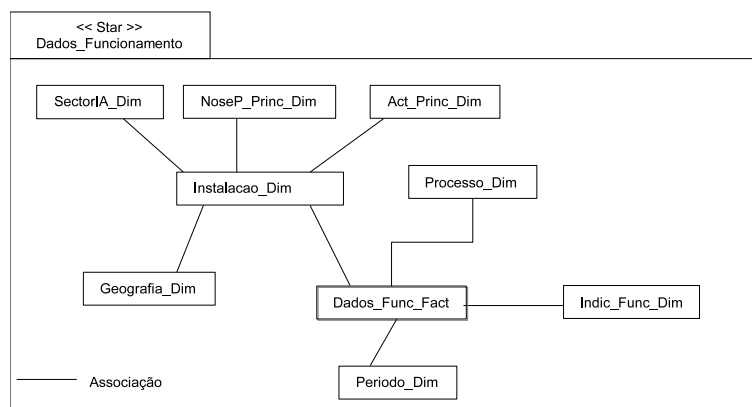 << Star >>
Dados_Funcionamento
SectorIA_Dim
NoseP_Princ_Dim
Act_Princ_Dim
Instalacao_Dim
Processo_Dim
Geografia_Dim
Dados_Func_Fact
Indic_Func_Dim
Periodo_Dim
Associação